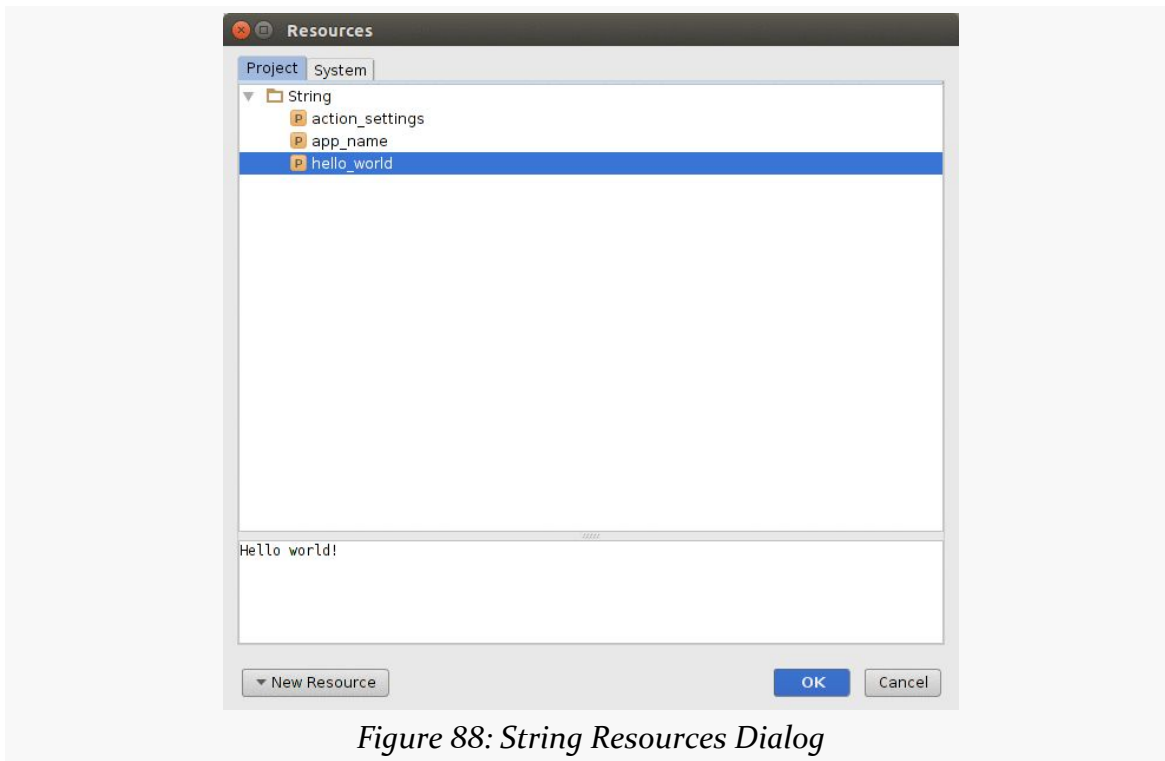 Resources
Project System
String
P action_settings
P app_name
P hello_world
Hello world!
New Resource OK Cancel
Figure 88: String Resources Dialog